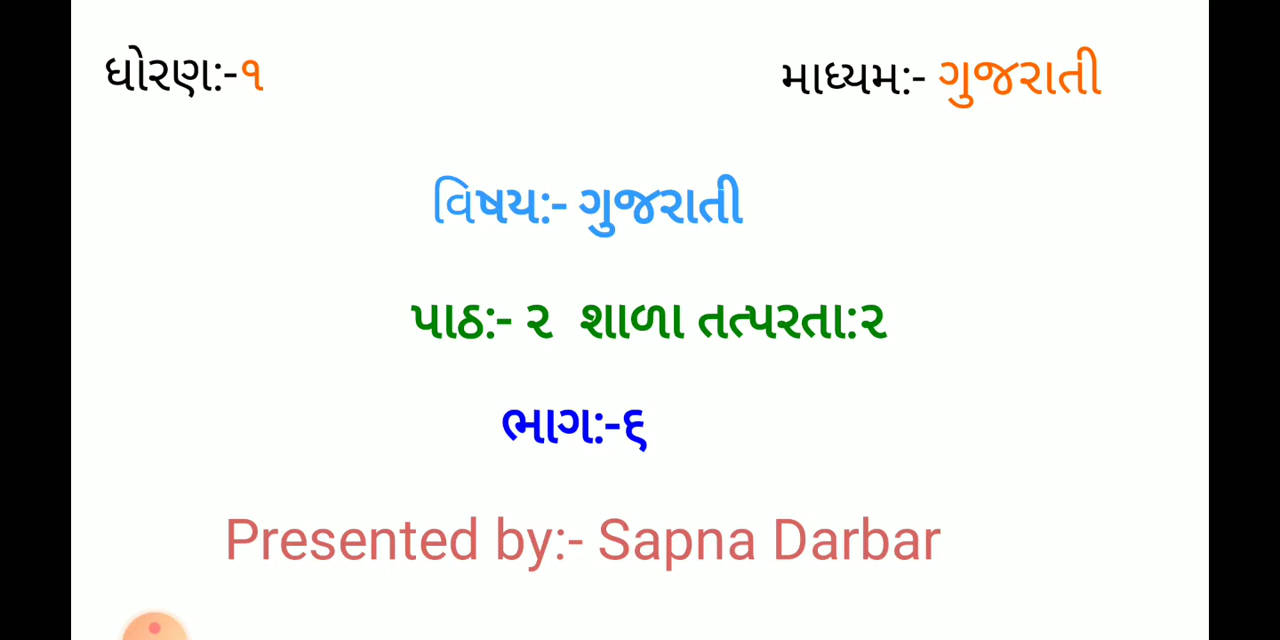 ધોરણ:-૧
માધ્યમ:- ગુજરાતી
વિષય:- ગુજરાતી
પાઠ:- ૨ શાળા તત્પરતા:૨
ભાગ:-૬
Presented by:- Sapna Darbar